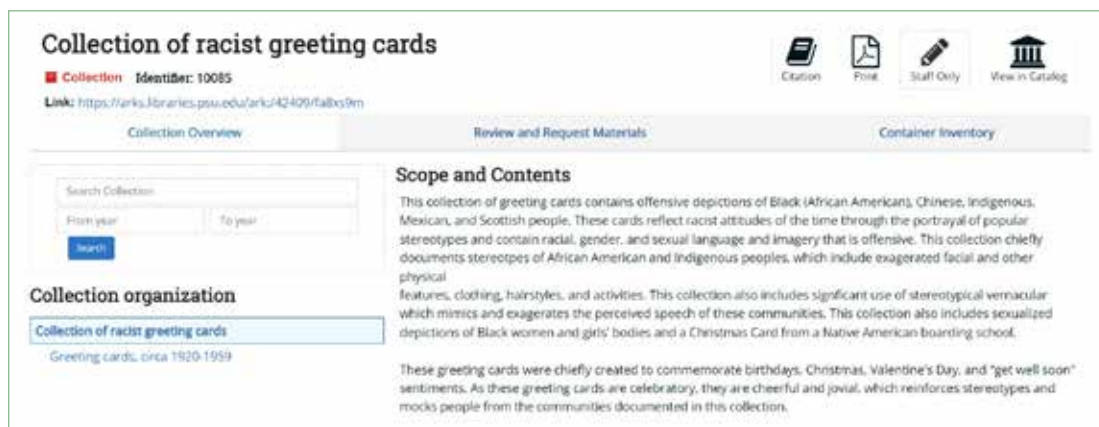 Collection of racist greeting cards
Collection Identifier: 10085
Link: https://arks.libraries.psu.edu/ark:/42409/fa8xs9m
Citation
Print
Staff Only
View in Catalog
Collection Overview
Review and Request Materials
Container Inventory
Search Collection
From year
To year
Search
Collection organization
Collection of racist greeting cards
Greeting cards, circa 1920-1959
Scope and Contents
This collection of greeting cards contains offensive depictions of Black (African American), Chinese, Indigenous,
Mexican, and Scottish people. These cards reflect racist attitudes of the time through the portrayal of popular
stereotypes and contain racial, gender, and sexual language and imagery that is offensive. This collection chiefly
documents stereotpes of African American and Indigenous peoples, which include exagerated facial and other
physical
features, clothing, hairstyles, and activities. This collection also includes signficant use of stereotypical vernacular
which mimics and exagerates the perceived speech of these communities. This collection also includes sexualized
depictions of Black women and girls' bodies and a Christmas Card from a Native American boarding school.
These greeting cards were chiefly created to commemorate birthdays, Christmas, Valentine's Day, and "get well soon"
sentiments. As these greeting cards are celebratory, they are cheerful and jovial, which reinforces stereotypes and
mocks people from the communities documented in this collection.